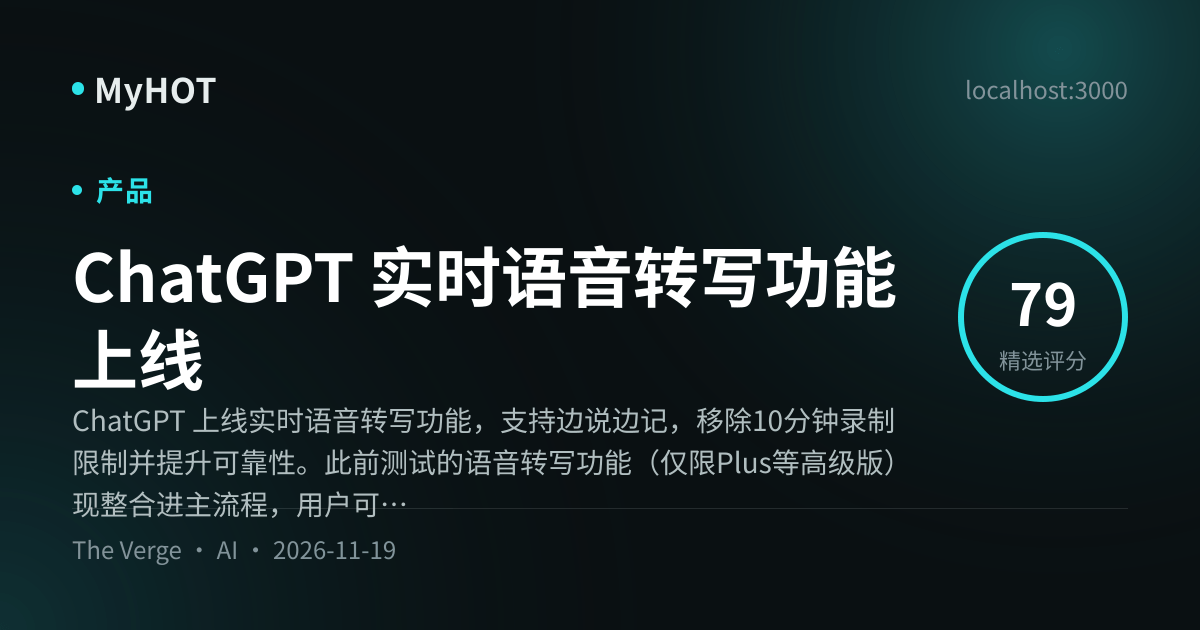 MyHOT
localhost:3000
产品
ChatGPT 实时语音转写功能
上线
79
精选评分
ChatGPT 上线实时语音转写功能，支持边说边记，移除10分钟录制
限制并提升可靠性。此前测试的语音转写功能（仅限Plus等高级版）
现整合进主流程，用户可…
The Verge · AI · 2026-11-19